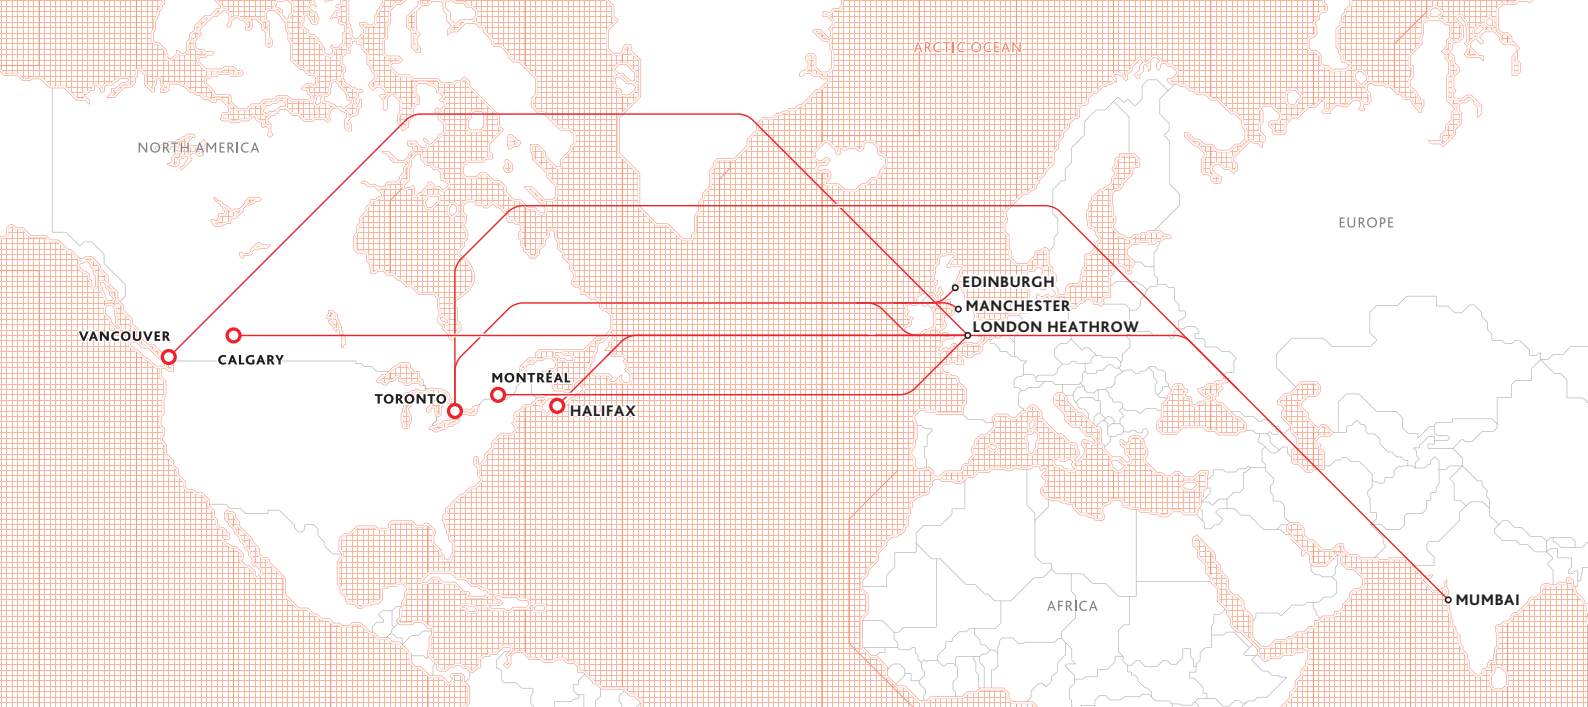 ARCTIC OCEAN
NORTH AMERICA
EUROPE
EDINBURGH
MANCHESTER
LONDON HEATHROW
VANCOUVER
CALGARY
MONTRÉAL
TORONTO
HALIFAX
MUMBAI
AFRICA